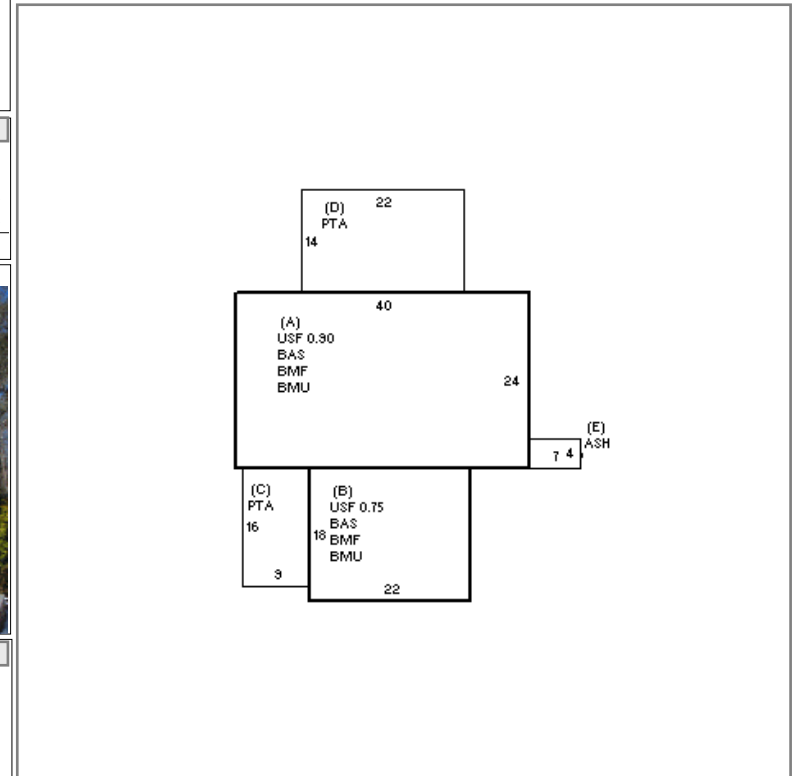 (D)
22
PTA
14
40
(A)
USF 0.90
BAS
BMF
BMU
24
(E)
ASH
7 4
(C)
PTA
16
9
(B)
USF 0.75
BAS
18
BMF
BMU
22